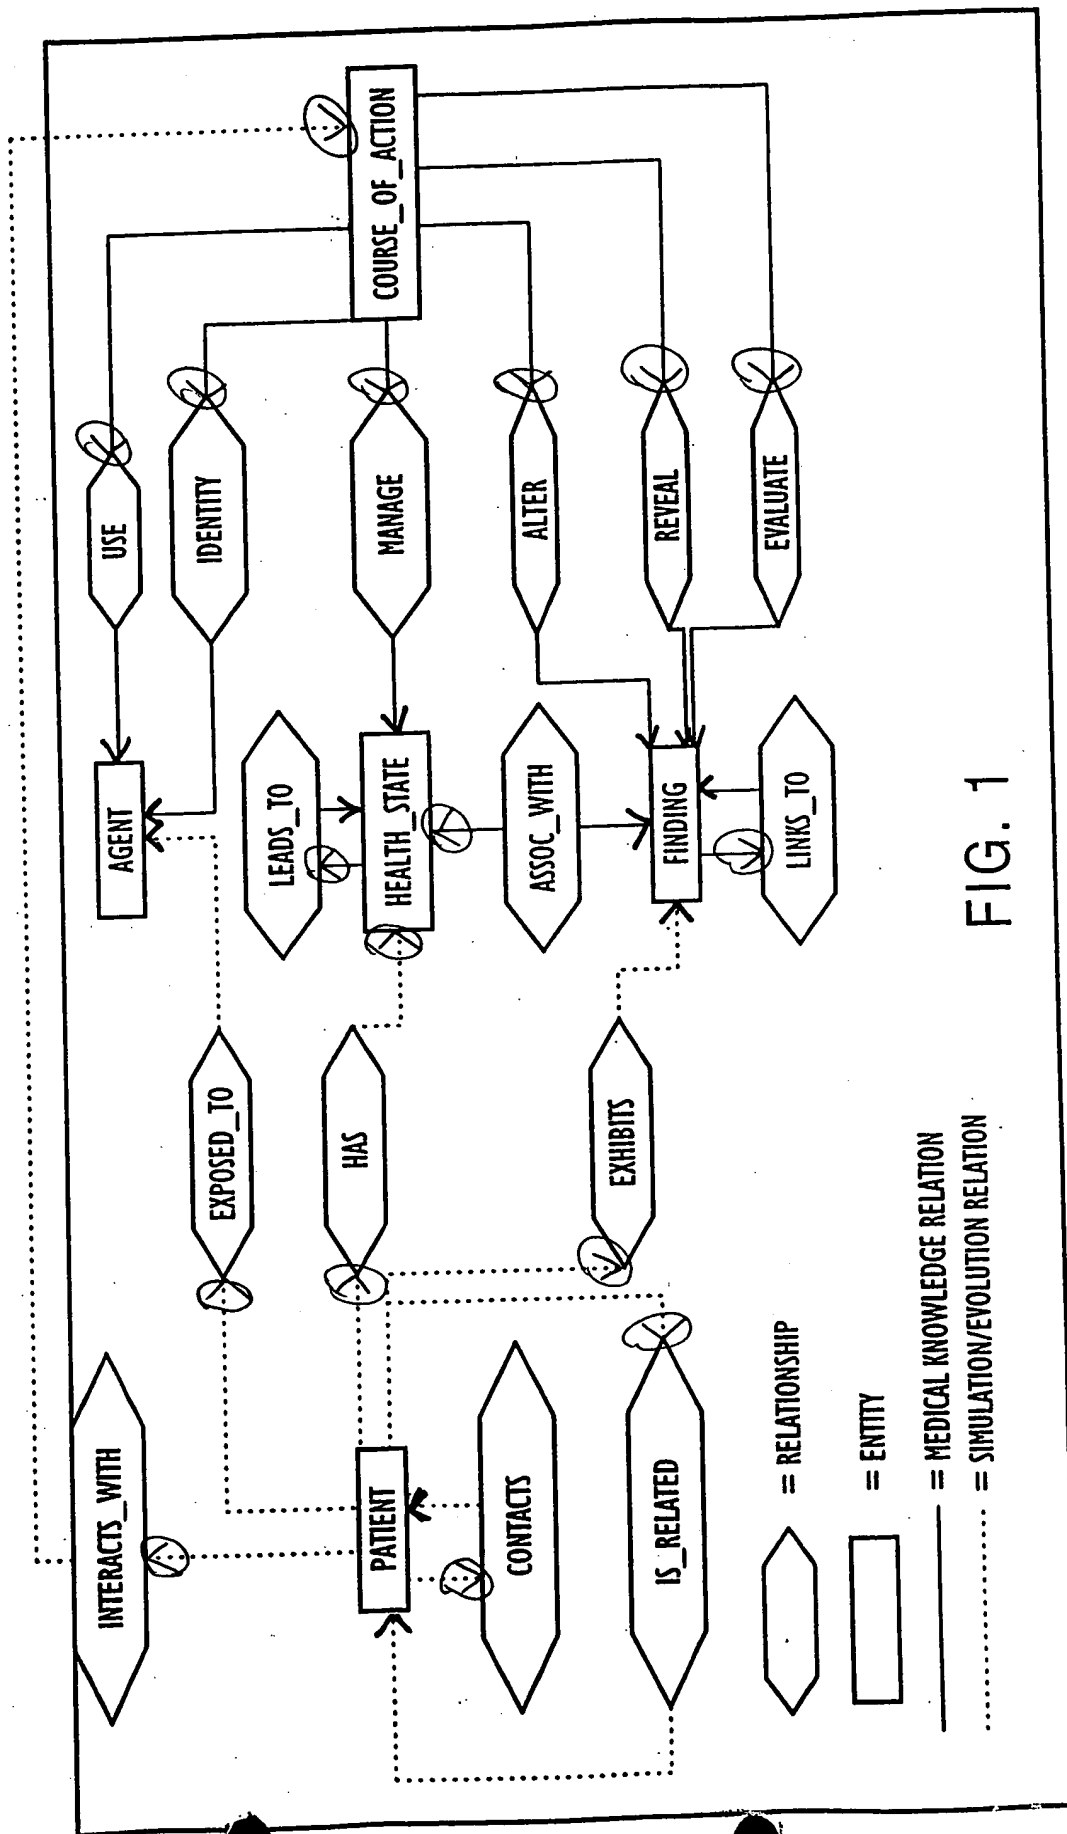 INTERACTS_WITH
EXPOSED_TO
AGENT
USE
IDENTITY
LEADS_TO
PATIENT
HAS
HEALTH_STATE
MANAGE
COURSE_OF_ACTION
CONTACTS
ASSOC_WITH
ALTER
IS_RELATED
EXHIBITS
FINDING
REVEAL
LINKS_TO
EVALUATE
= RELATIONSHIP
= ENTITY
= MEDICAL KNOWLEDGE RELATION
= SIMULATION/EVOLUTION RELATION
FIG. 1